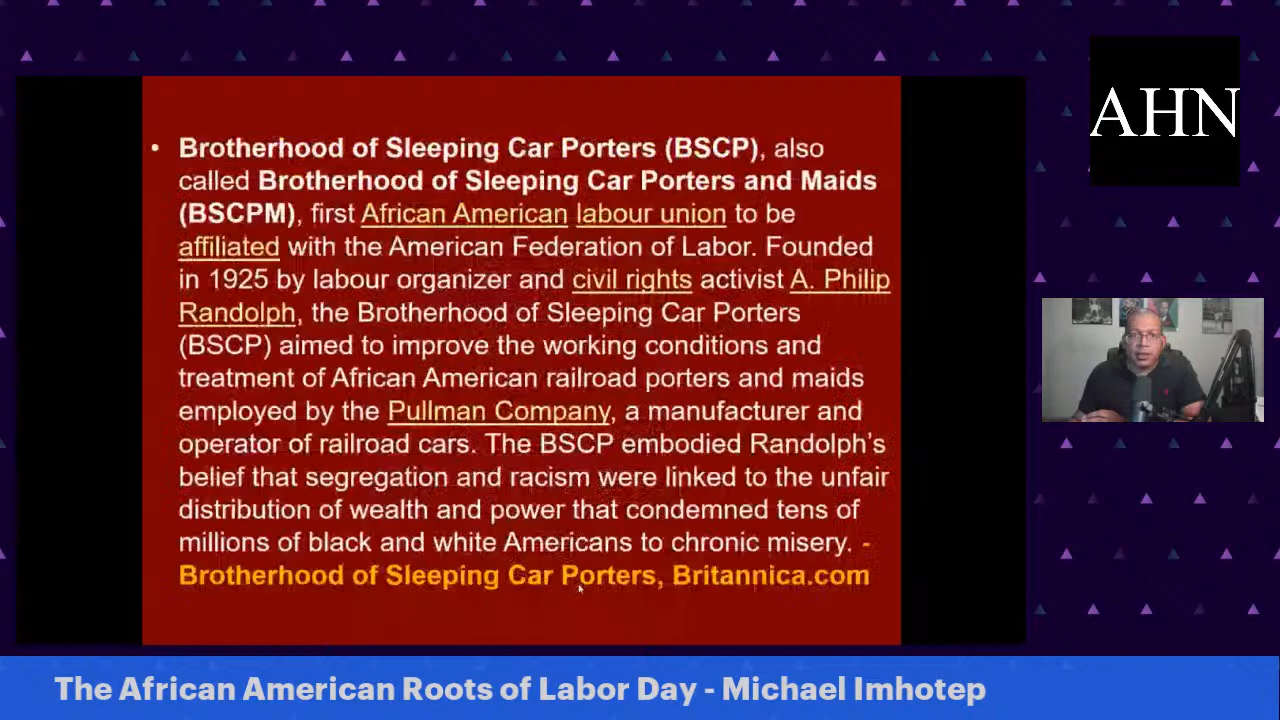 AHN
• Brotherhood of Sleeping Car Porters (BSCP), also
called Brotherhood of Sleeping Car Porters and Maids
(BSCPM), first African American labour union to be
affiliated with the American Federation of Labor. Founded
in 1925 by labour organizer and civil rights activist A. Philip
Randolph, the Brotherhood of Sleeping Car Porters
(BSCP) aimed to improve the working conditions and
treatment of African American railroad porters and maids
employed by the Pullman Company, a manufacturer and
operator of railroad cars. The BSCP embodied Randolph's
belief that segregation and racism were linked to the unfair
distribution of wealth and power that condemned tens of
millions of black and white Americans to chronic misery. -
Brotherhood of Sleeping Car Porters, Britannica.com
The African American Roots of Labor Day - Michael Imhotep